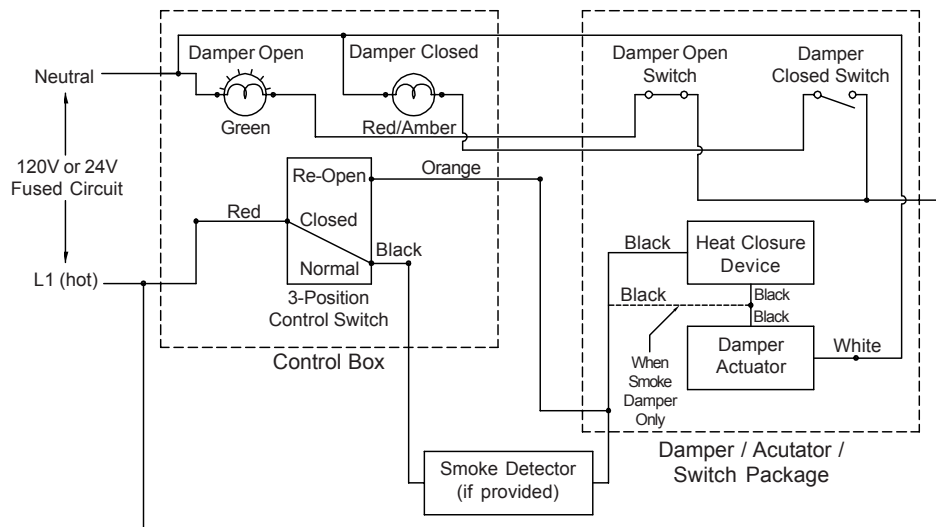 Damper Open
Damper Closed
Damper Open
Switch
Damper
Closed Switch
Neutral
Green
Red/Amber
120V or 24V
Fused Circuit
Re-Open
Orange
Red
Closed
Black
Normal
L1 (hot)
3-Position
Control Switch
Control Box
Black
Heat Closure
Device
Black
Black
Black
Damper
Actuator
White
When
Smoke
Damper
Only
Damper / Acutator /
Switch Package
Smoke Detector
(if provided)